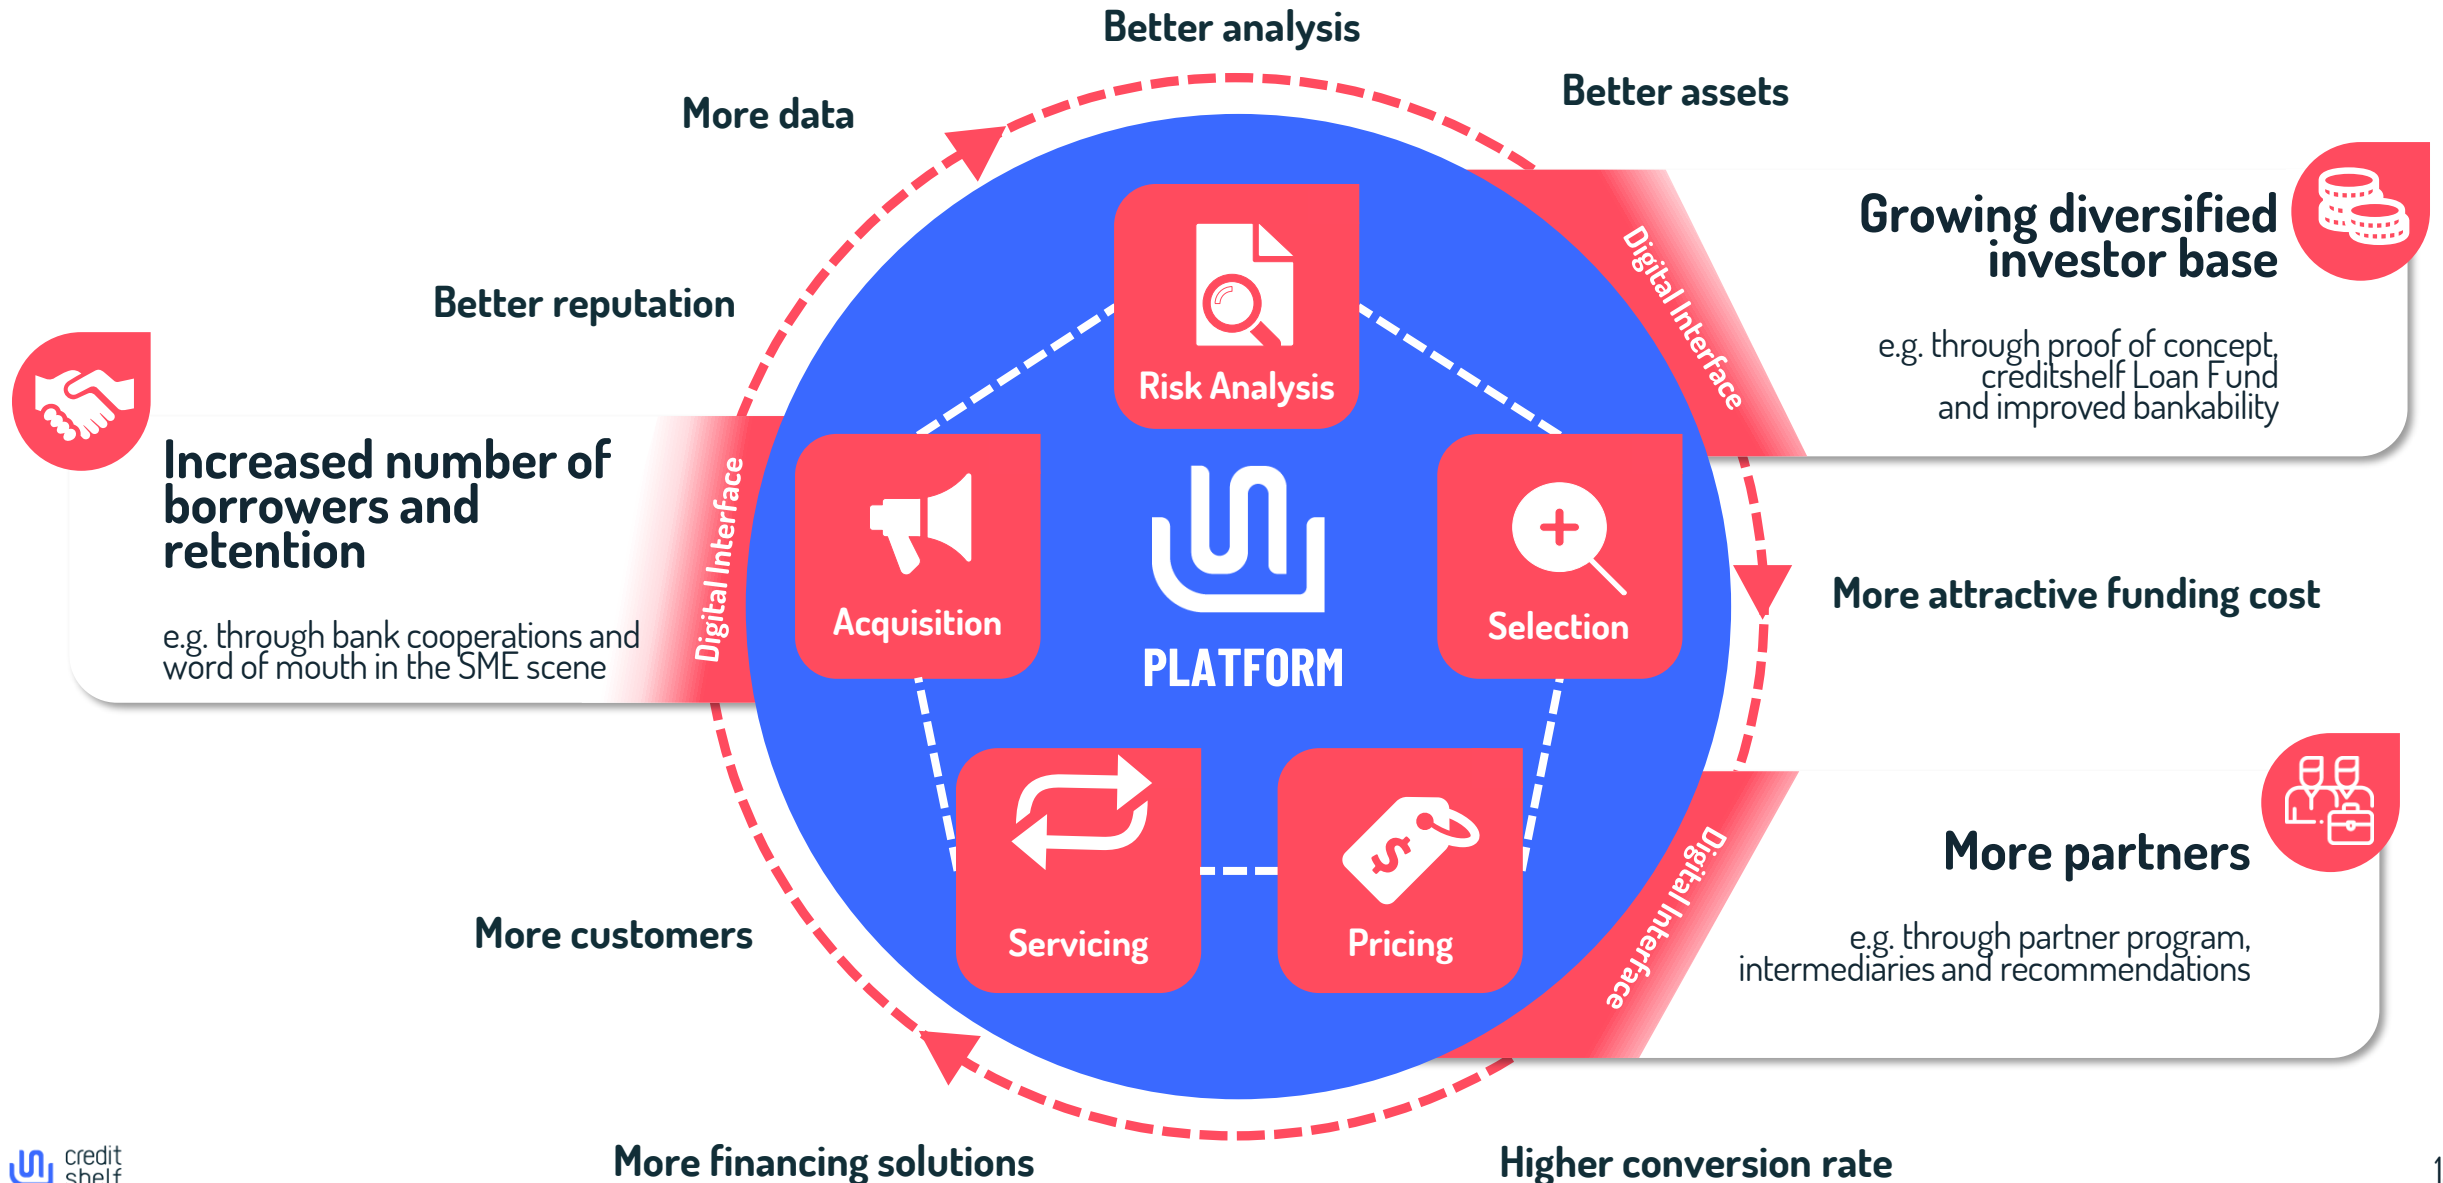 Better analysis
Better assets
More data
Growing diversified
investor base
e.g. through proof of concept,
creditshelf Loan Fund
and improved bankability
Digital Interface
Better reputation
Risk Analysis
Increased number of
borrowers and
retention
e.g. through bank cooperations and
word of mouth in the SME scene
Digital Interface
Acquisition
PLATFORM
Selection
More attractive funding cost
More partners
e.g. through partner program,
intermediaries and recommendations
Digital Interface
Servicing
Pricing
More customers
More financing solutions
Higher conversion rate
credit
shelf
1